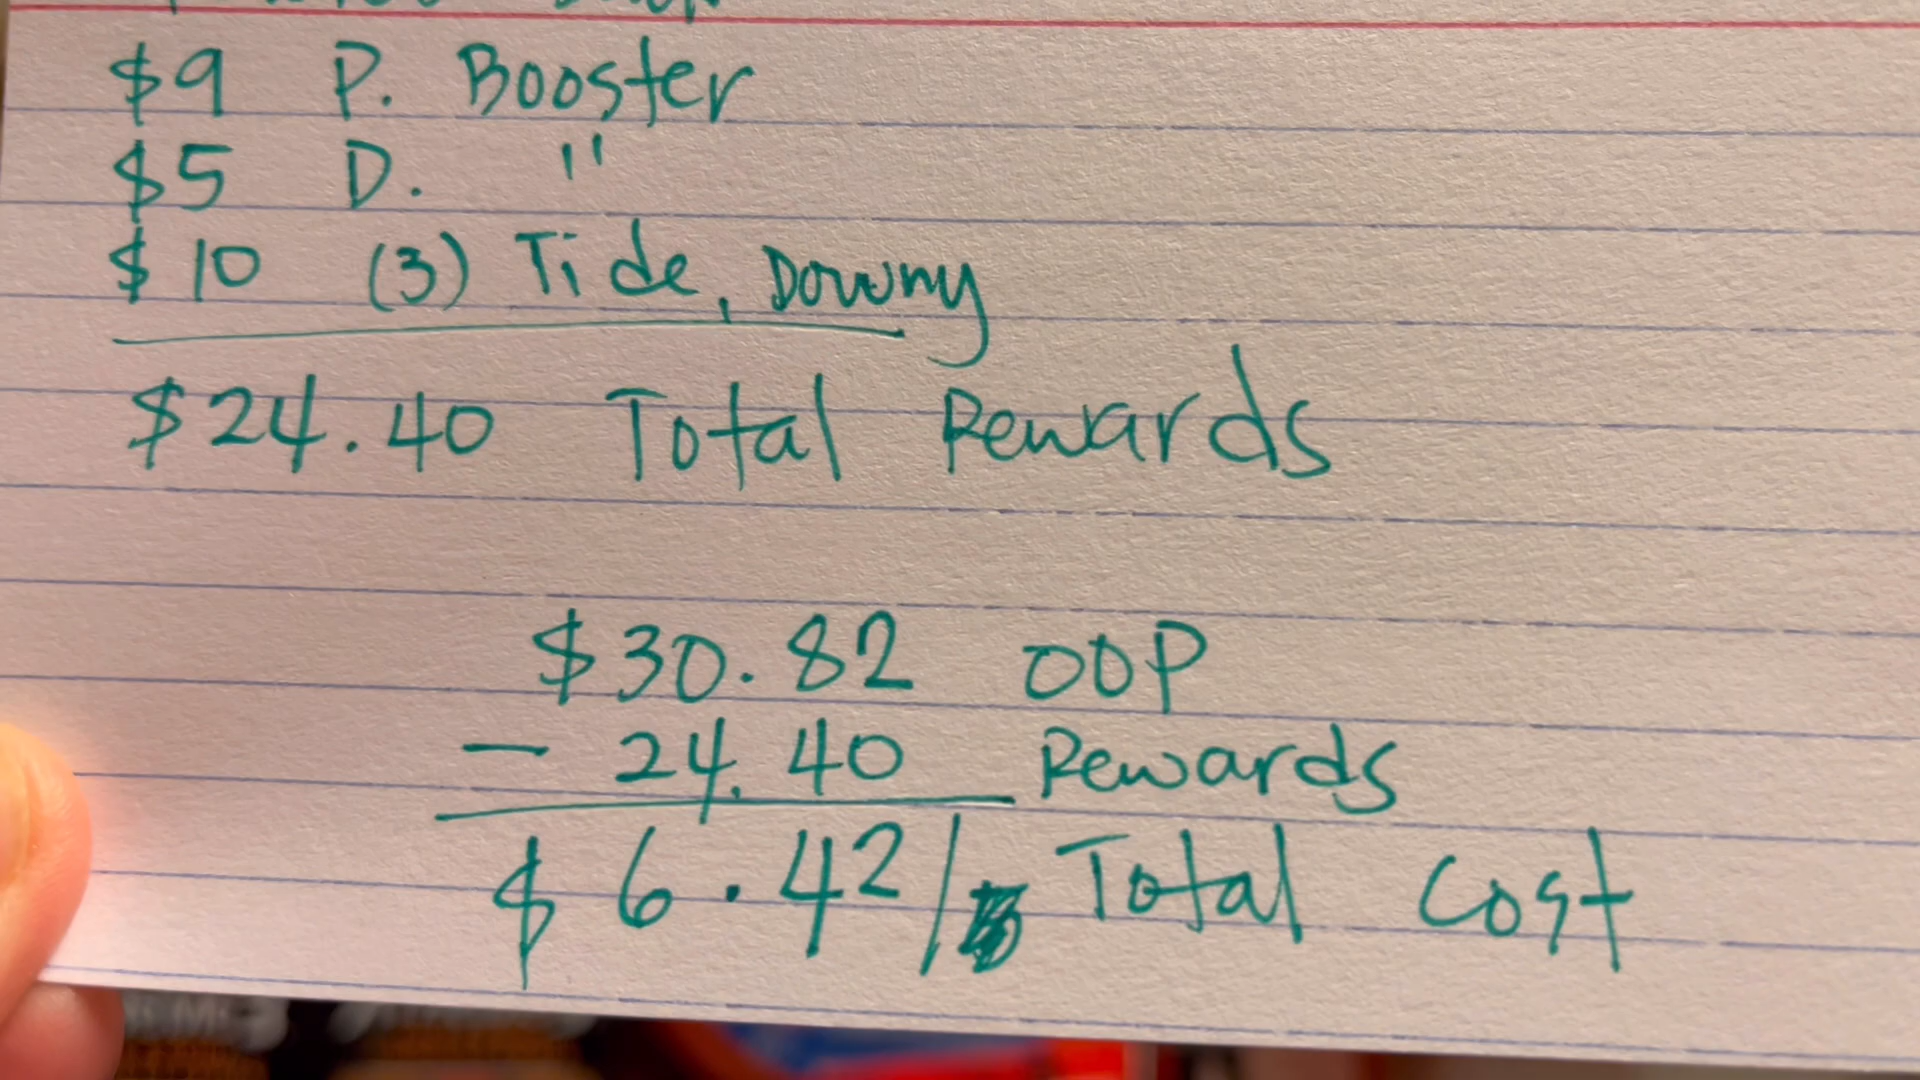 $9 P. Booster
$5 D. "
$10 (3) Tide, Downy
$24.40 Total Rewards
$30.82 OOP
- 24.40 Rewards
$6.42/ Total Cost